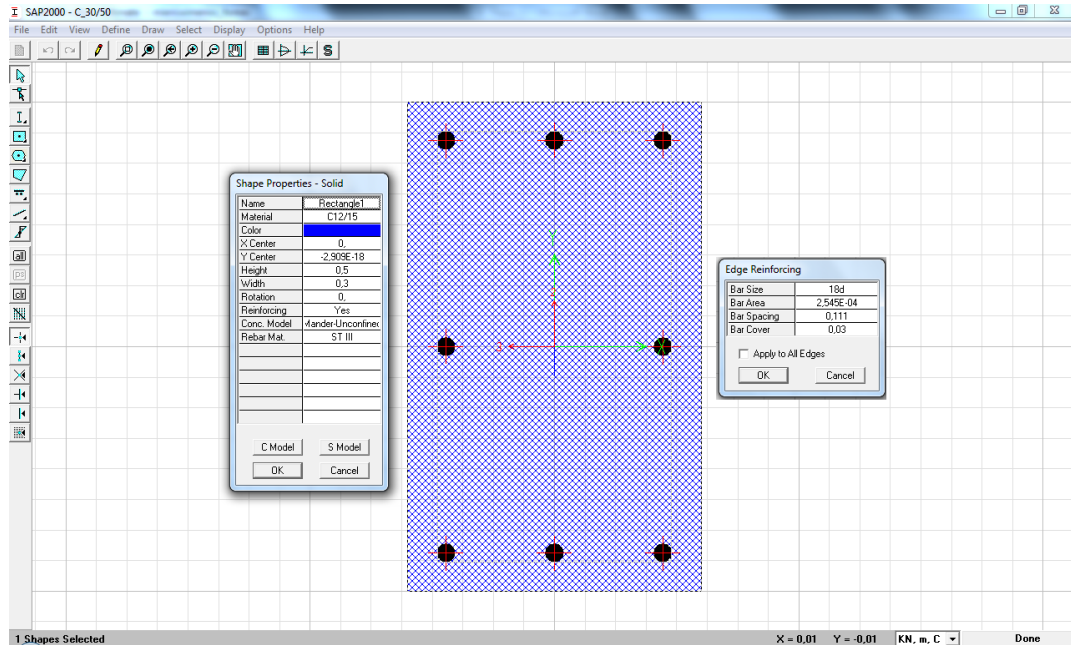 SAP2000 - C_30/50
File Edit View Define Draw Select Display Options Help
all
clr
Shape Properties - Solid
Name Rectangle1
Material C12/15
Color
X Center 0,
Y Center -2,909E-18
Height 0,5
Width 0,3
Rotation 0,
Reinforcing Yes
Conc. Model Mander-Unconfined
Rebar Mat. ST III
C Model S Model
OK Cancel
Edge Reinforcing
Bar Size 18d
Bar Area 2,545E-04
Bar Spacing 0,111
Bar Cover 0,03
Apply to All Edges
OK Cancel
Y
X
1 Shapes Selected X = 0,01 Y = -0,01 KN, m, C Done